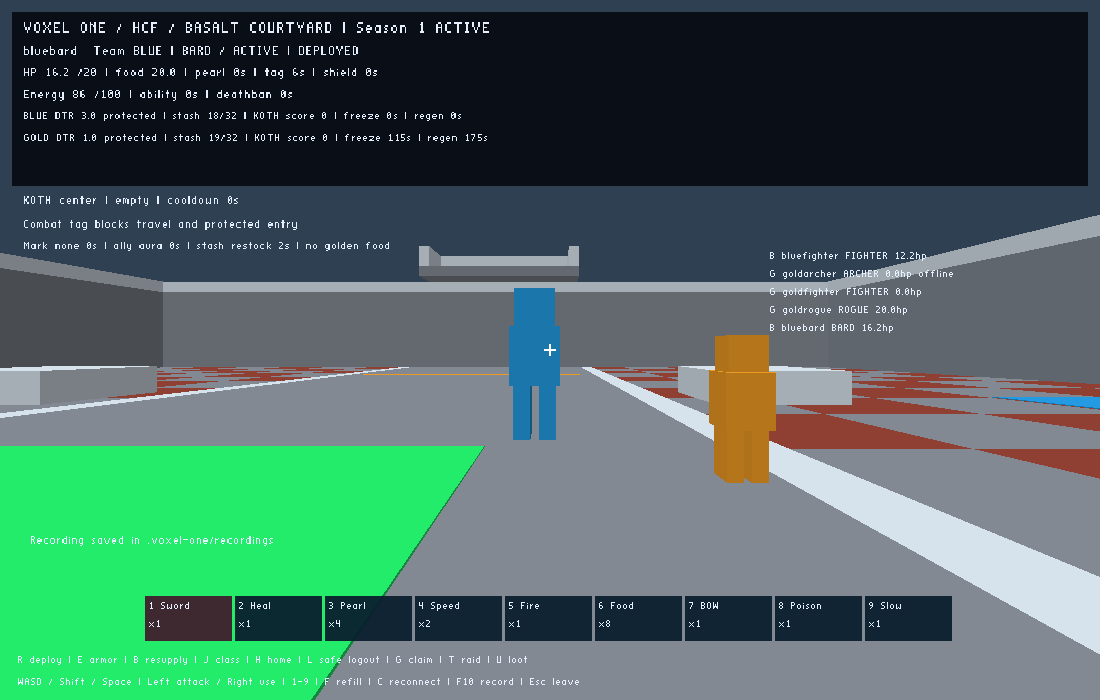 VOXEL ONE / HCF / BASALT COURTYARD | Season 1 ACTIVE
bluebard Team BLUE | BARD / ACTIVE | DEPLOYED
HP 16.2 /20 | food 20.0 | pearl 0s | tag 6s | shield 0s
Energy 86 /100 | ability 0s | deathban 0s
BLUE DTR 3.0 protected | stash 18/32 | KOTH score 0 | freeze 0s | regen 0s
GOLD DTR 1.0 protected | stash 19/32 | KOTH score 0 | freeze 115s | regen 175s
KOTH center | empty | cooldown 0s
Combat tag blocks travel and protected entry
Mark none 0s | ally aura 0s | stash restock 2s | no golden food
B bluefighter FIGHTER 12.2hp
G goldarcher ARCHER 0.0hp offline
G goldfighter FIGHTER 0.0hp
G goldrogue ROGUE 20.0hp
B bluebard BARD 16.2hp
Recording saved in .voxel-one/recordings
1 Sword
x1
2 Heal
x1
3 Pearl
x4
4 Speed
x2
5 Fire
x1
6 Food
x8
7 BOW
x1
8 Poison
x1
9 Slow
x1
R deploy | E armor | B resupply | J class | H home | L safe logout | G claim | T raid | U loot
WASD / Shift / Space | Left attack / Right use | 1-9 | F refill | C reconnect | F10 record | Esc leave